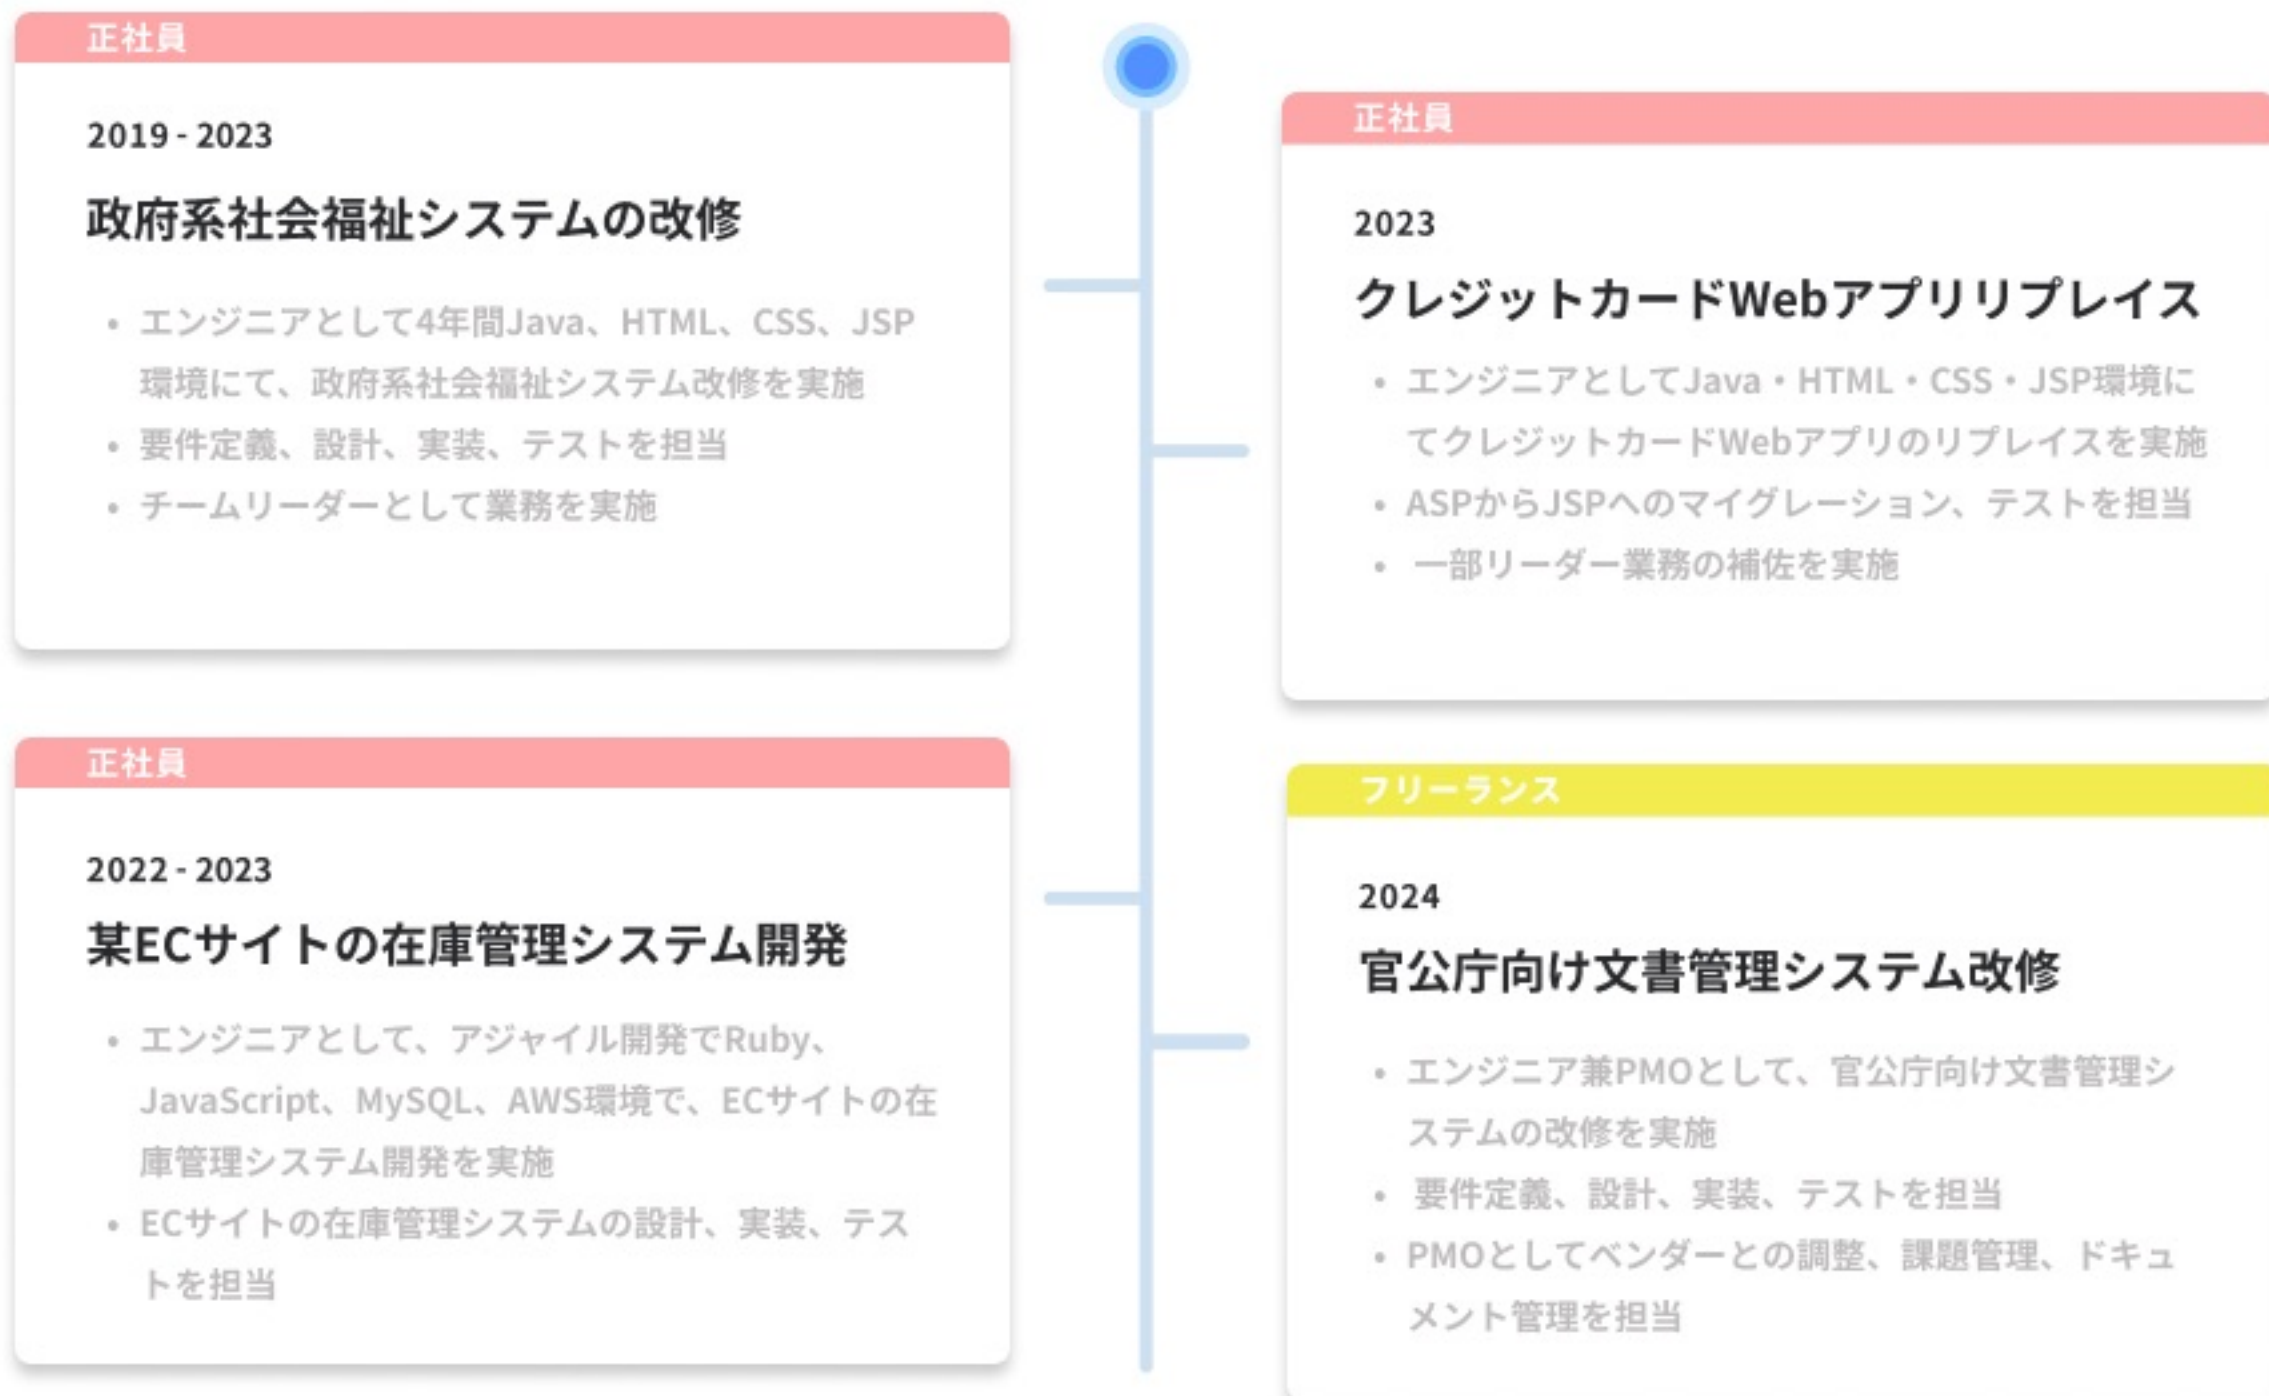 正社員
2019 - 2023
政府系社会福祉システムの改修
• エンジニアとして4年間Java、HTML、CSS、JSP
環境にて、政府系社会福祉システム改修を実施
• 要件定義、設計、実装、テストを担当
• チームリーダーとして業務を実施
正社員
2023
クレジットカードWebアプリリプレイス
• エンジニアとしてJava・HTML・CSS・JSP環境に
てクレジットカードWebアプリのリプレイスを実施
• ASPからJSPへのマイグレーション、テストを担当
• 一部リーダー業務の補佐を実施
正社員
2022 - 2023
某ECサイトの在庫管理システム開発
• エンジニアとして、アジャイル開発でRuby、
JavaScript、MySQL、AWS環境で、ECサイトの在
庫管理システム開発を実施
• ECサイトの在庫管理システムの設計、実装、テス
トを担当
フリーランス
2024
官公庁向け文書管理システム改修
• エンジニア兼PMOとして、官公庁向け文書管理シ
ステムの改修を実施
• 要件定義、設計、実装、テストを担当
• PMOとしてベンダーとの調整、課題管理、ドキュ
メント管理を担当